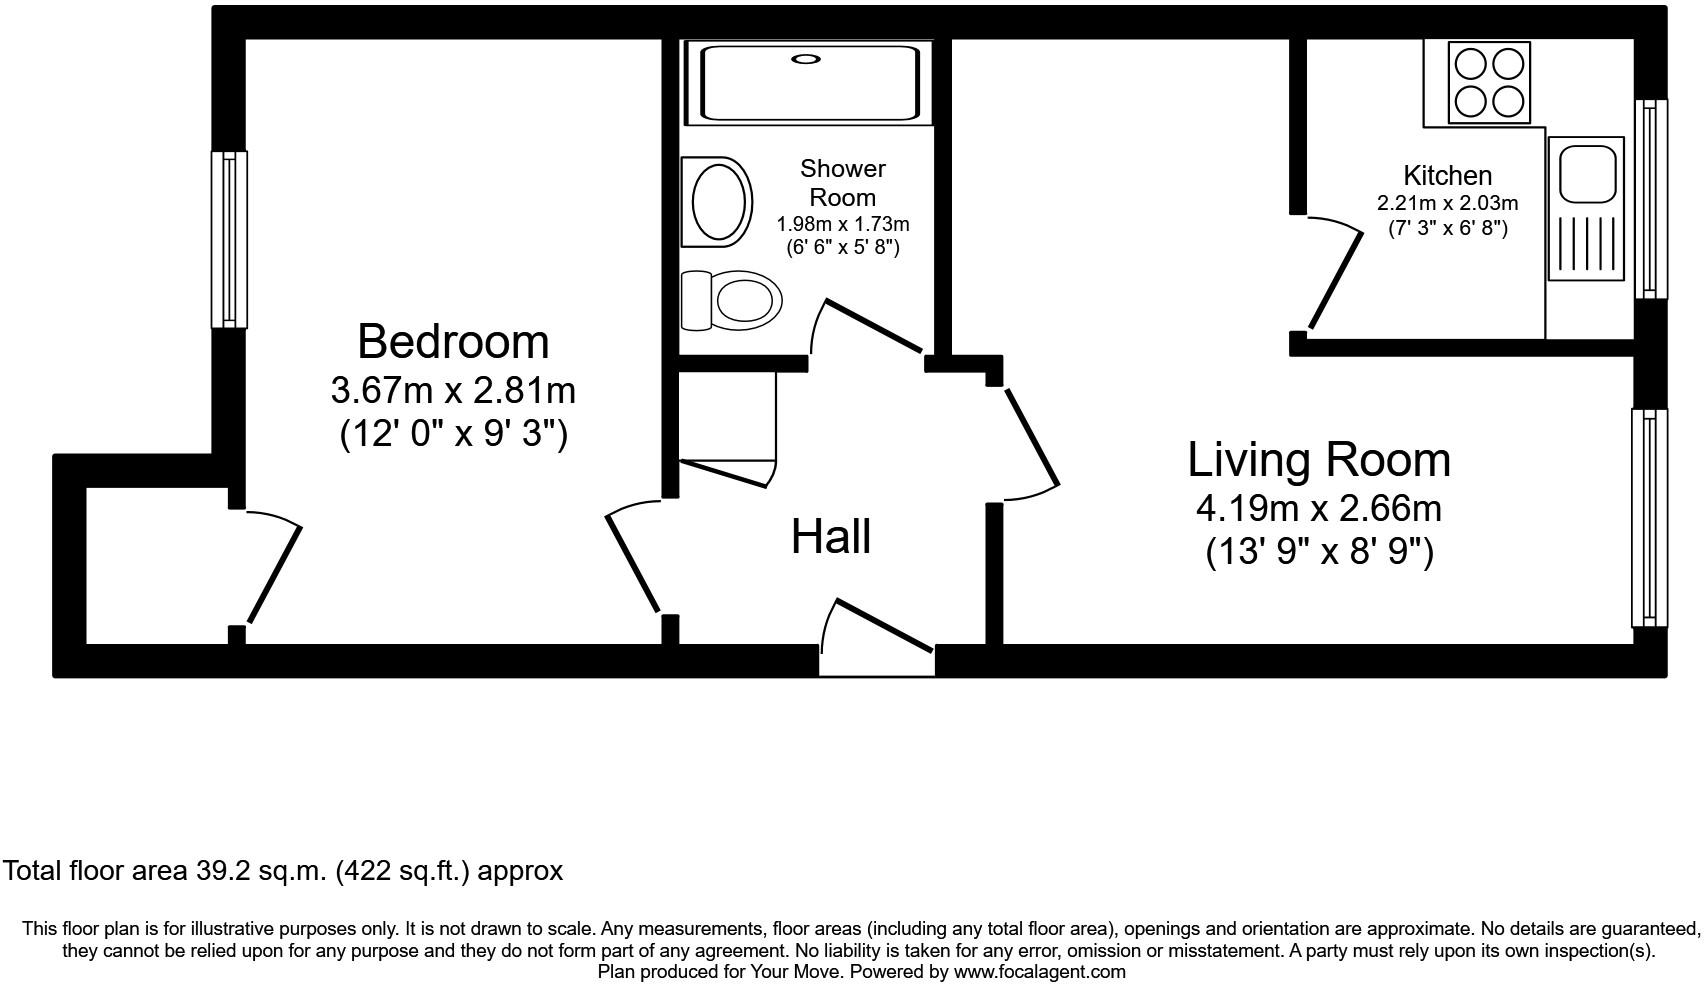 Shower
Room
1.98m x 1.73m
(6' 6" x 5' 8")
Kitchen
2.21m x 2.03m
(7' 3" x 6' 8")
Bedroom
3.67m x 2.81m
(12' 0" x 9' 3")
Living Room
4.19m x 2.66m
(13' 9" x 8' 9")
Hall
Total floor area 39.2 sq.m. (422 sq.ft.) approx
This floor plan is for illustrative purposes only. It is not drawn to scale. Any measurements, floor areas (including any total floor area), openings and orientation are approximate. No details are guaranteed,
they cannot be relied upon for any purpose and they do not form part of any agreement. No liability is taken for any error, omission or misstatement. A party must rely upon its own inspection(s).
Plan produced for Your Move. Powered by www.focalagent.com